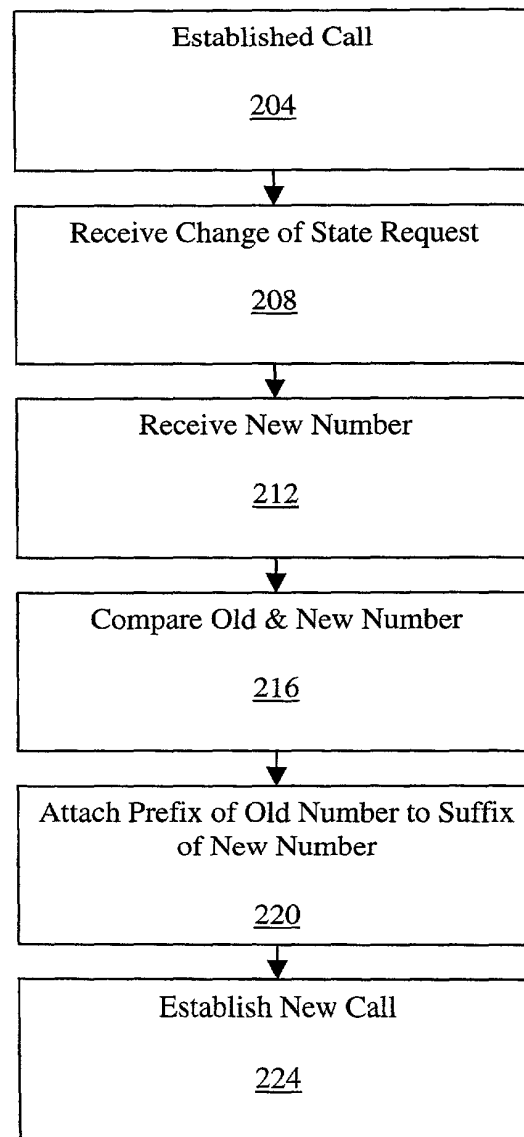 Established Call
204
Receive Change of State Request
208
Receive New Number
212
Compare Old & New Number
216
Attach Prefix of Old Number to Suffix
of New Number
220
Establish New Call
224